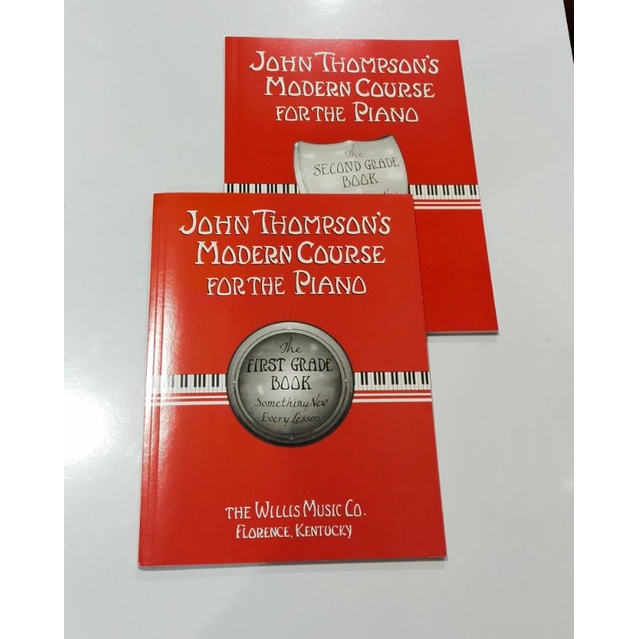 John Thompson's
Modern Course
for the Piano
The
Second Grade
Book
John Thompson's
Modern Course
for the Piano
The
First Grade
Book
Something New
Every Lesson
The Willis Music Co.
Florence, Kentucky